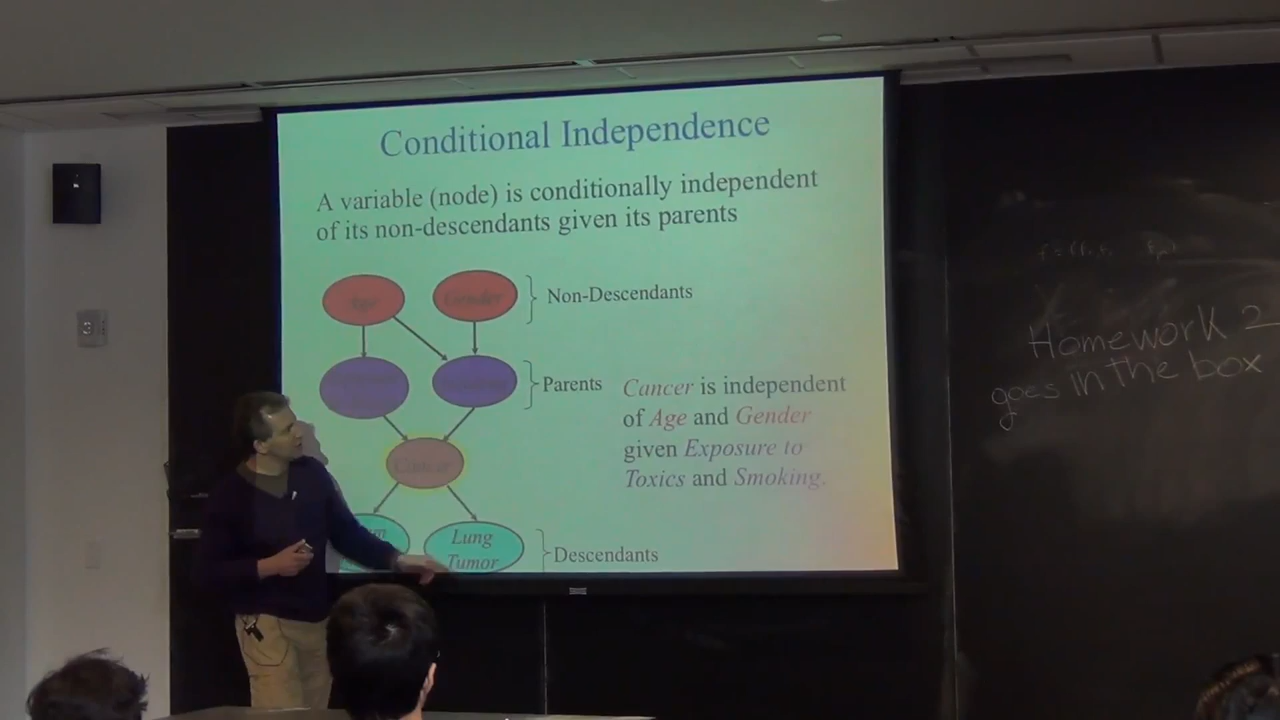 Conditional Independence
A variable (node) is conditionally independent
of its non-descendants given its parents
Age
Gender
Non-Descendants
Parents
Cancer is independent
of Age and Gender
given Exposure to
Toxics and Smoking.
Cancer
Lung
Tumor
Descendants
Homework 2
goes in the box